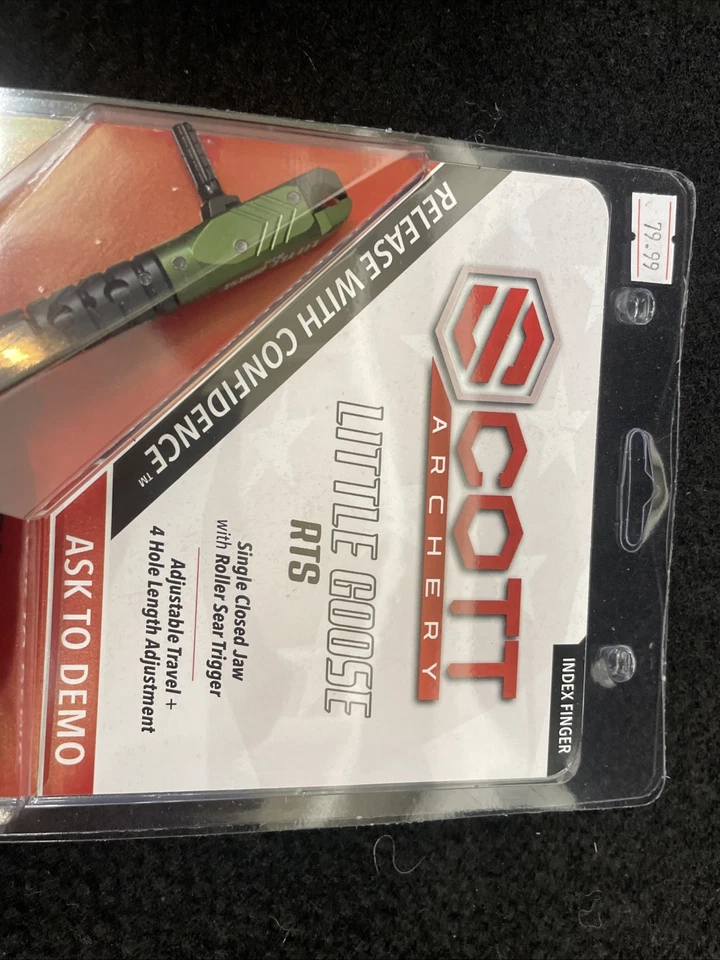 79.99
SCOTT
ARCHERY
INDEX FINGER
RELEASE WITH CONFIDENCE™
LITTLE GOOSE
RTS
Single Closed Jaw
with Roller Sear Trigger
Adjustable Travel +
4 Hole Length Adjustment
ASK TO DEMO